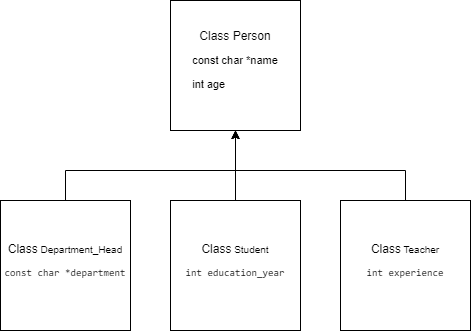 Class Person
const char *name
int age
Class Department_Head
const char *department
Class Student
int education_year
Class Teacher
int experience